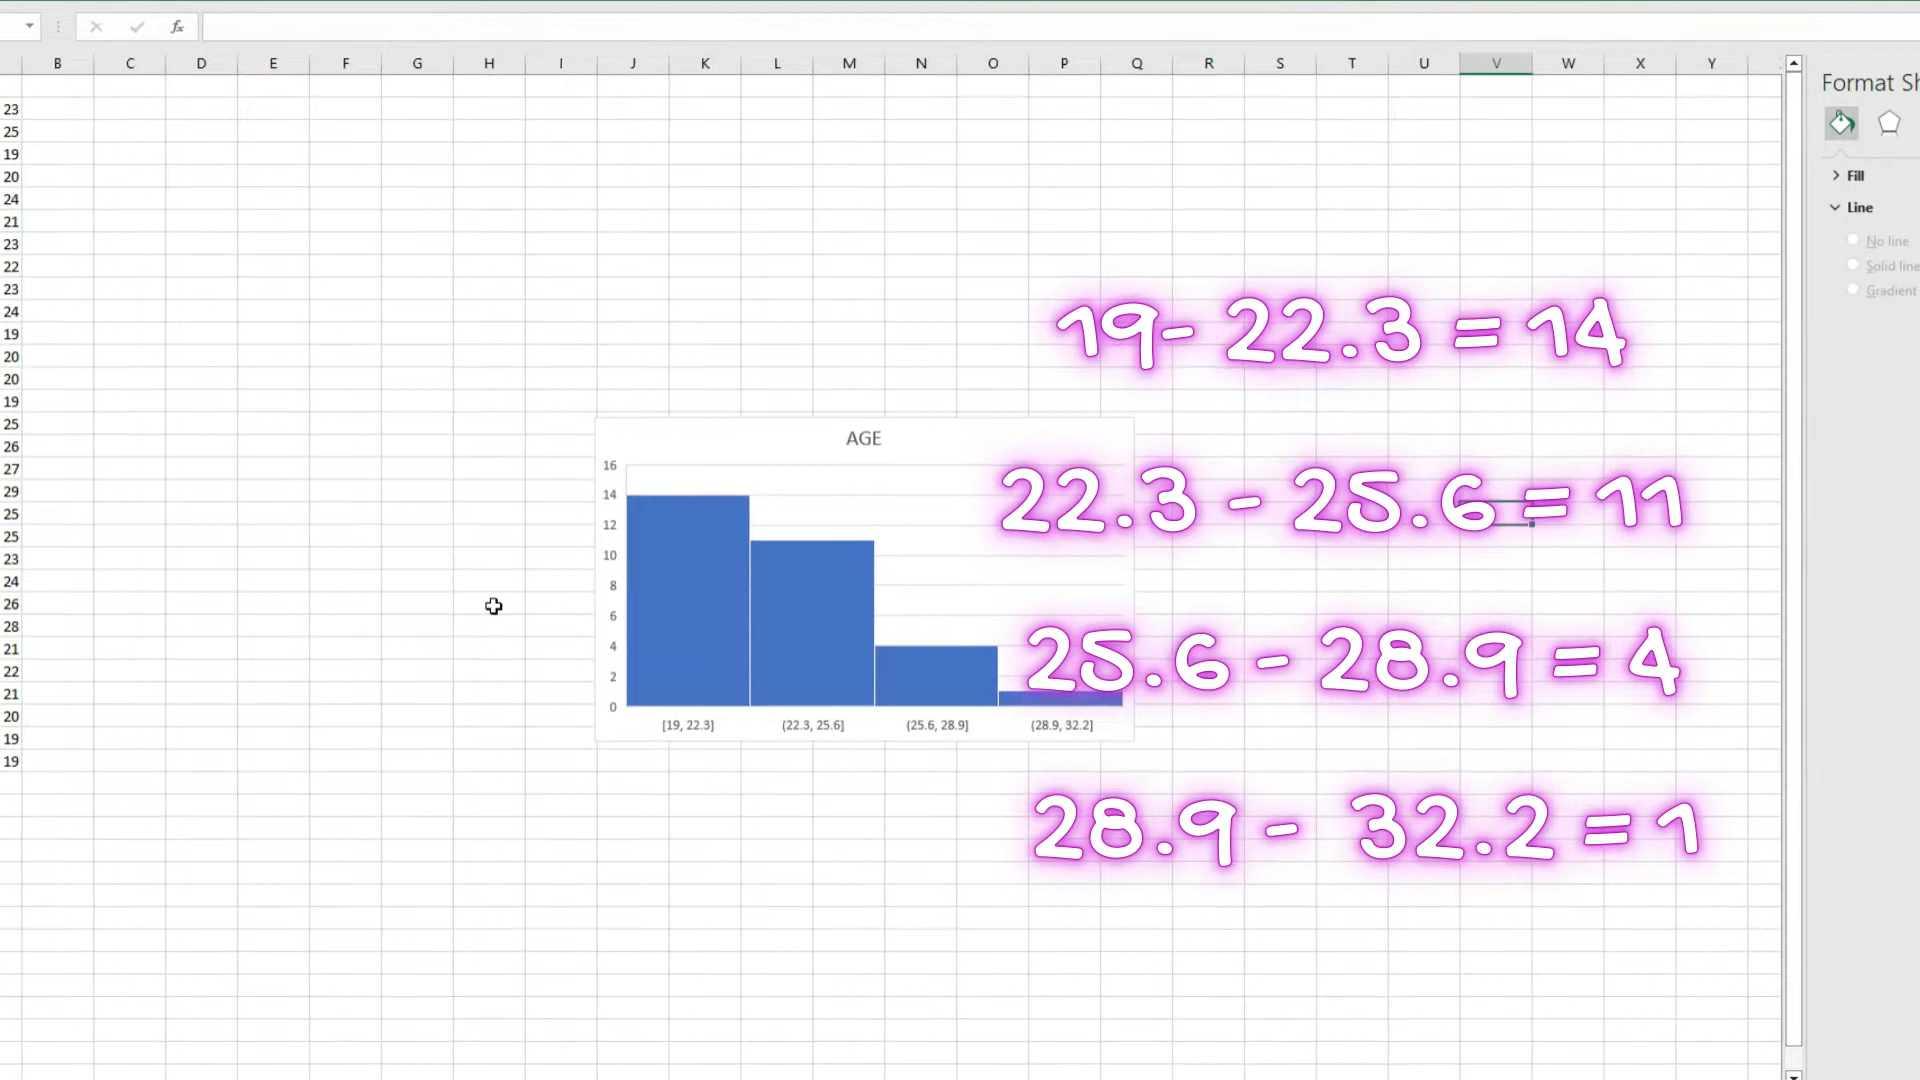 fx
B C D E F G H I J K L M N O P Q R S T U V W X Y
Format Sh
Fill
Line
No line
Solid line
Gradient
23
25
19
20
24
21
23
22
23
24
19
20
20
19
25
26
27
29
25
25
23
24
26
28
21
22
21
20
19
19
AGE
16
14
12
10
8
6
4
2
0
[19, 22.3] (22.3, 25.6] (25.6, 28.9] (28.9, 32.2]
19- 22.3 = 14
22.3 - 25.6 = 11
25.6 - 28.9 = 4
28.9 - 32.2 = 1